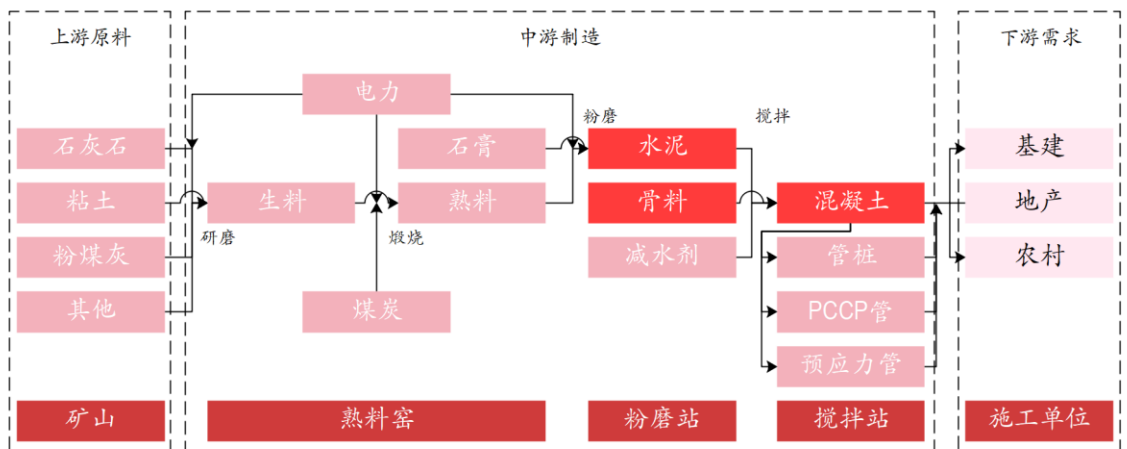 上游原料
中游制造
下游需求
电力
粉磨
搅拌
石灰石
石膏
水泥
基建
粘土
生料
熟料
骨料
混凝土
地产
研磨
煅烧
粉煤灰
减水剂
管桩
农村
其他
煤炭
PCCP管
预应力管
矿山
熟料窑
粉磨站
搅拌站
施工单位